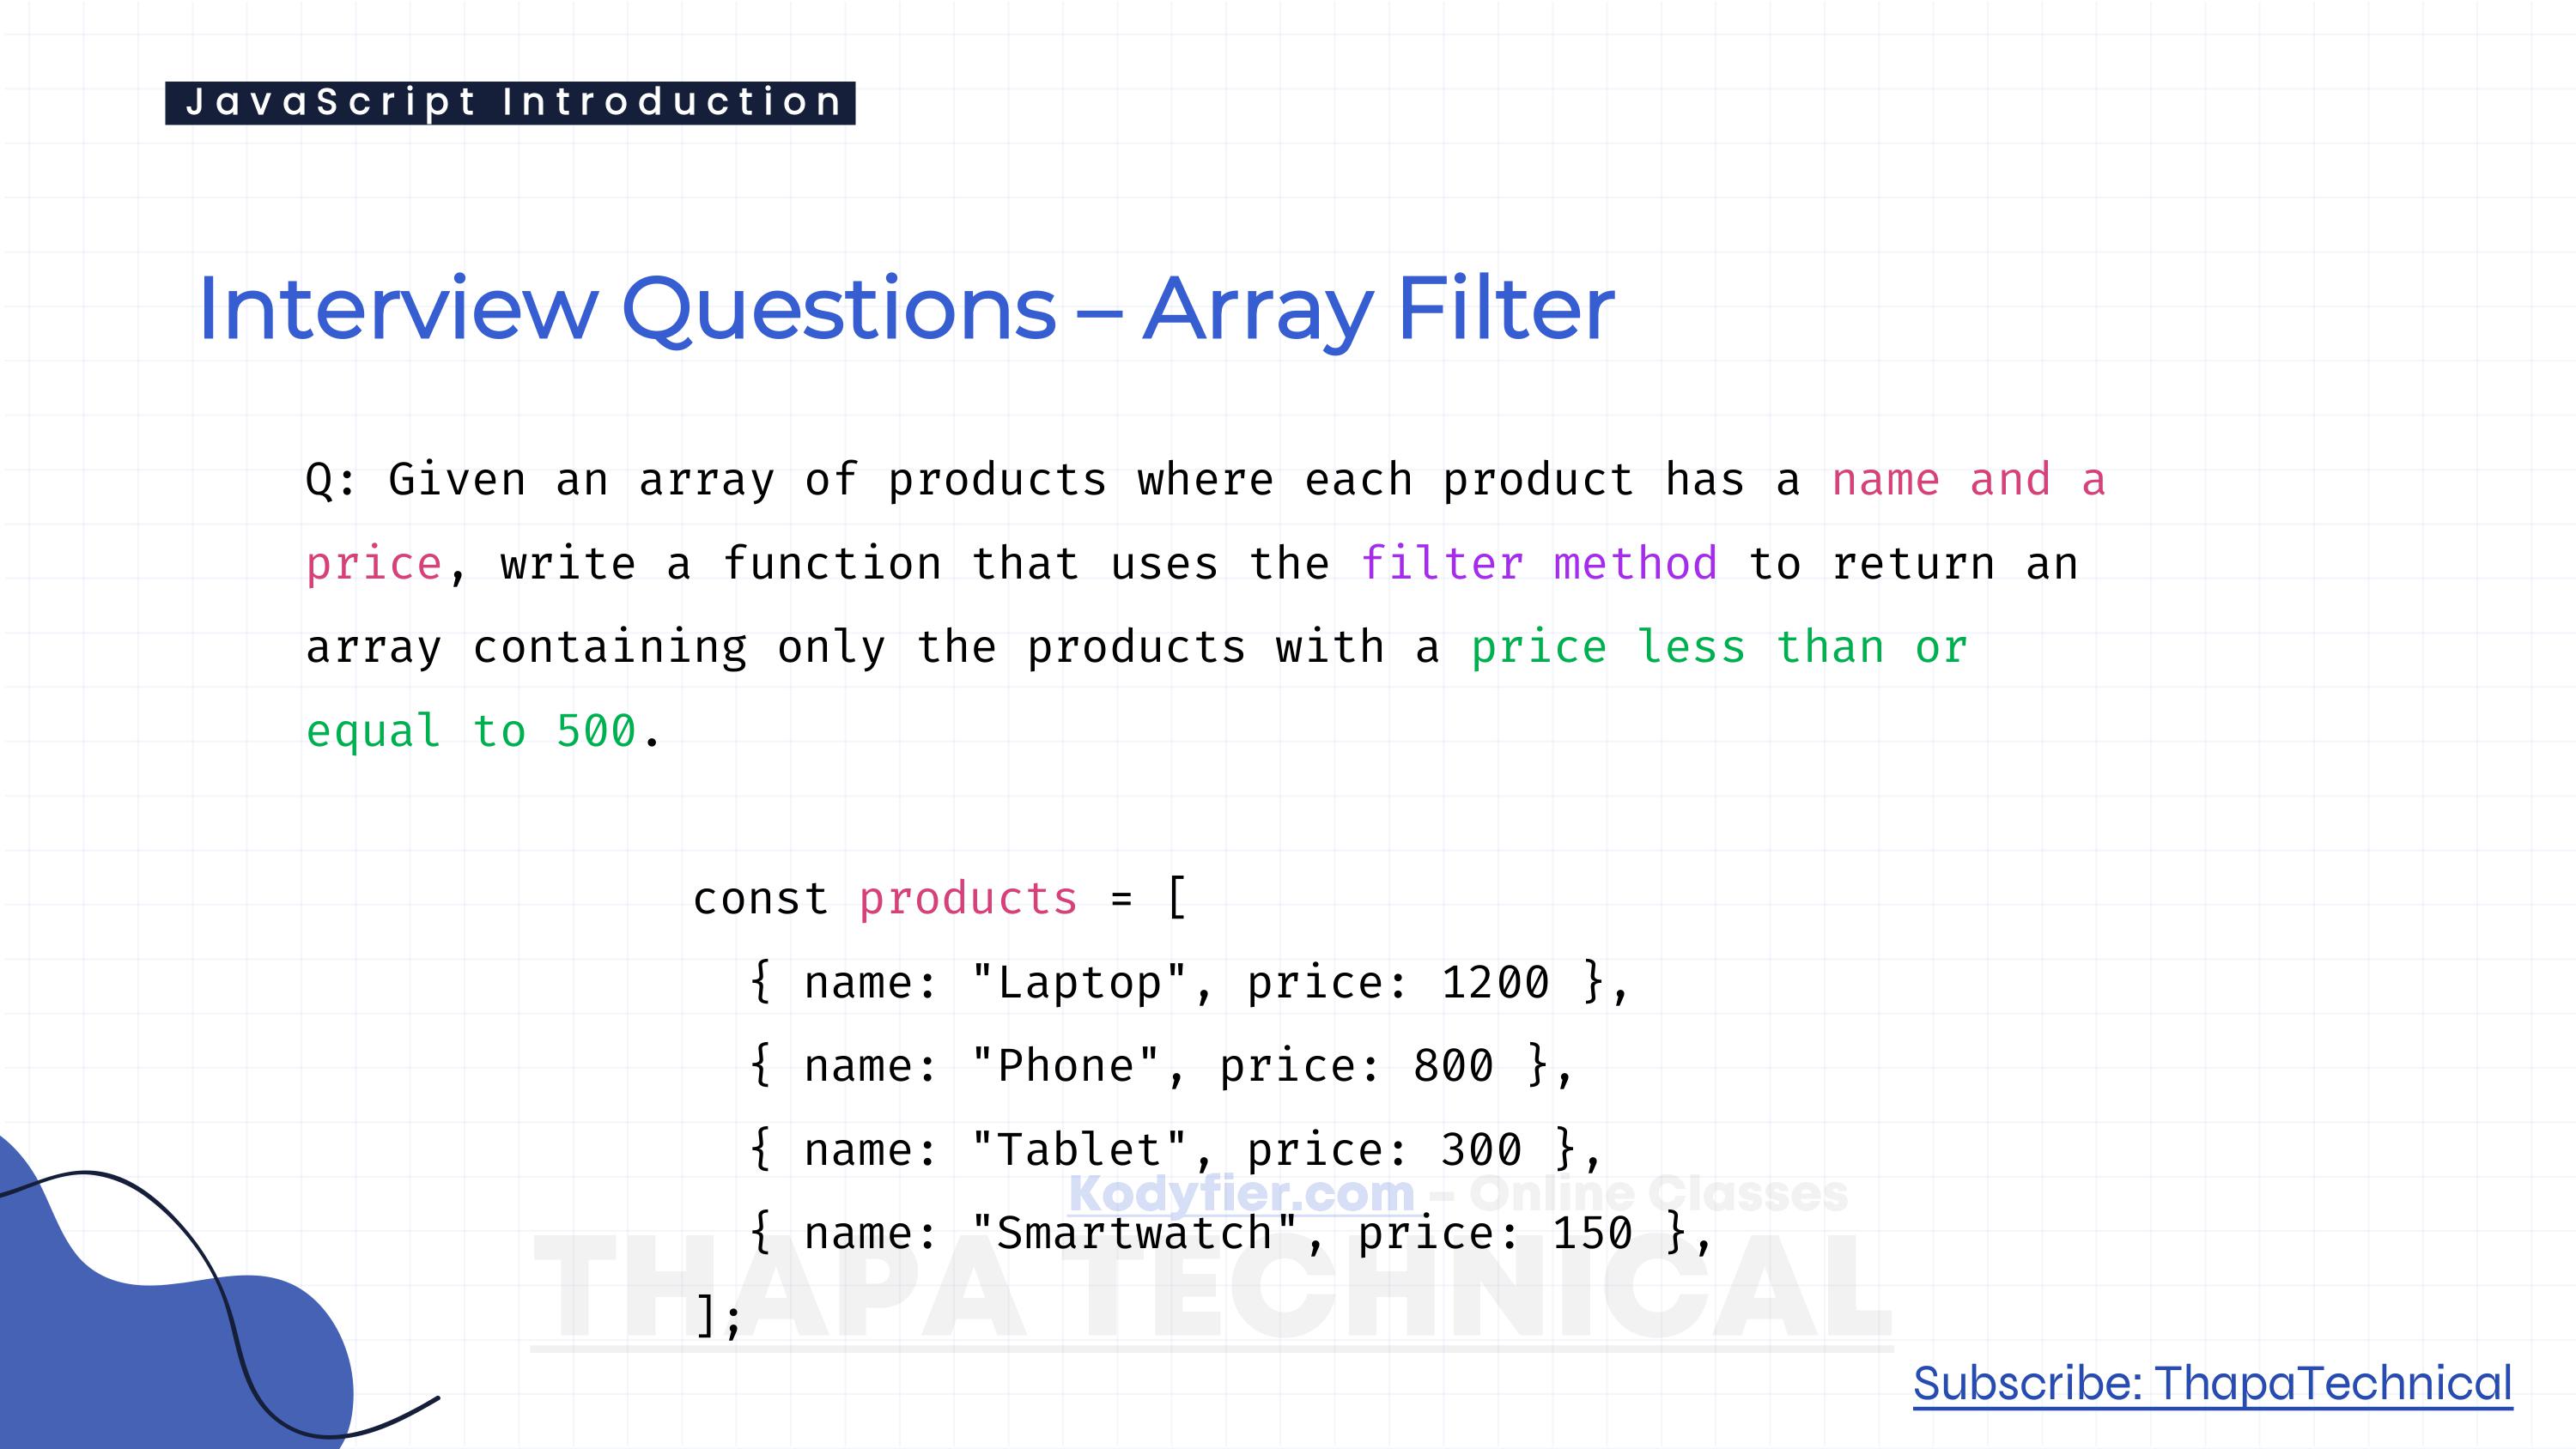 JavaScript Introduction
Interview Questions – Array Filter
Q: Given an array of products where each product has a name and a
price, write a function that uses the filter method to return an
array containing only the products with a price less than or
equal to 500.
const products = [
{ name: "Laptop", price: 1200 },
{ name: "Phone", price: 800 },
{ name: "Tablet", price: 300 },
Kodyfier.com – Online Classes
{ name: "Smartwatch", price: 150 },
THAPA TECHNICAL
];
Subscribe: ThapaTechnical